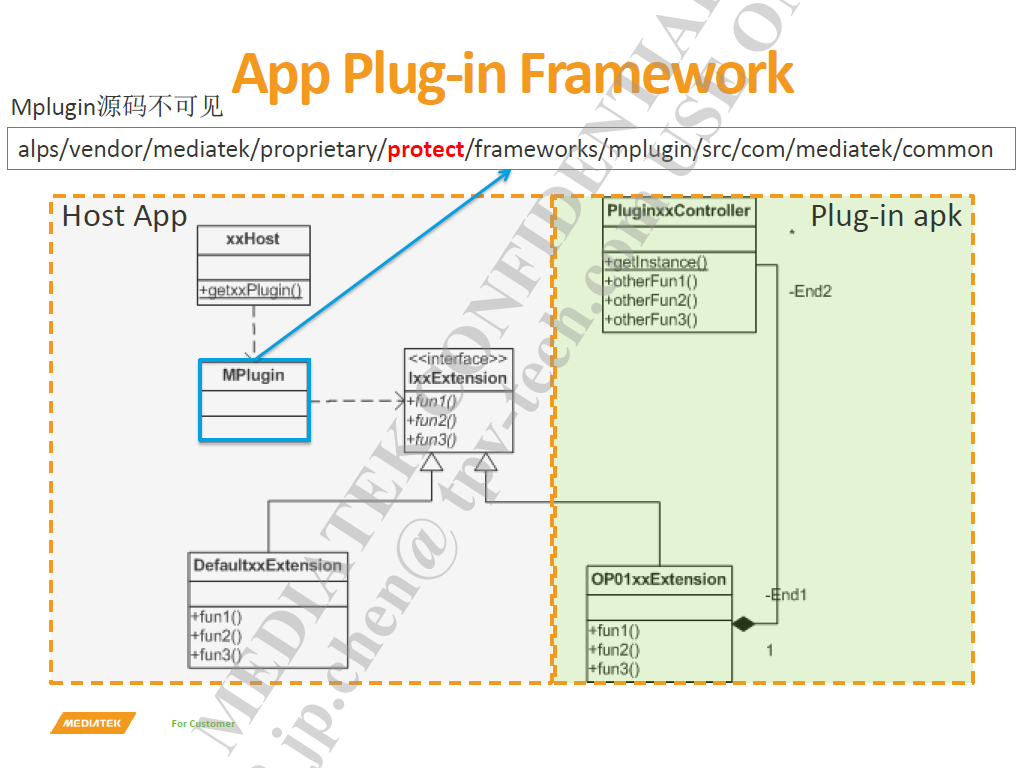 App Plug-in Framework
Mplugin源码不可见
alps/vendor/mediatek/proprietary/protect/frameworks/mplugin/src/com/mediatek/common
Host App
xxHost
+getxxPlugin()
MPlugin
<<interface>>
IxxExtension
+fun1()
+fun2()
+fun3()
DefaultxxExtension
+fun1()
+fun2()
+fun3()
Plug-in apk
PluginxxController
+getInstance()
+otherFun1()
+otherFun2()
+otherFun3()
*
-End2
OP01xxExtension
+fun1()
+fun2()
+fun3()
-End1
1
MEDIATEK
For Customer
MEDIATEK CONFIDENTIAL
jp.chen@tpv-tech.com USE ON